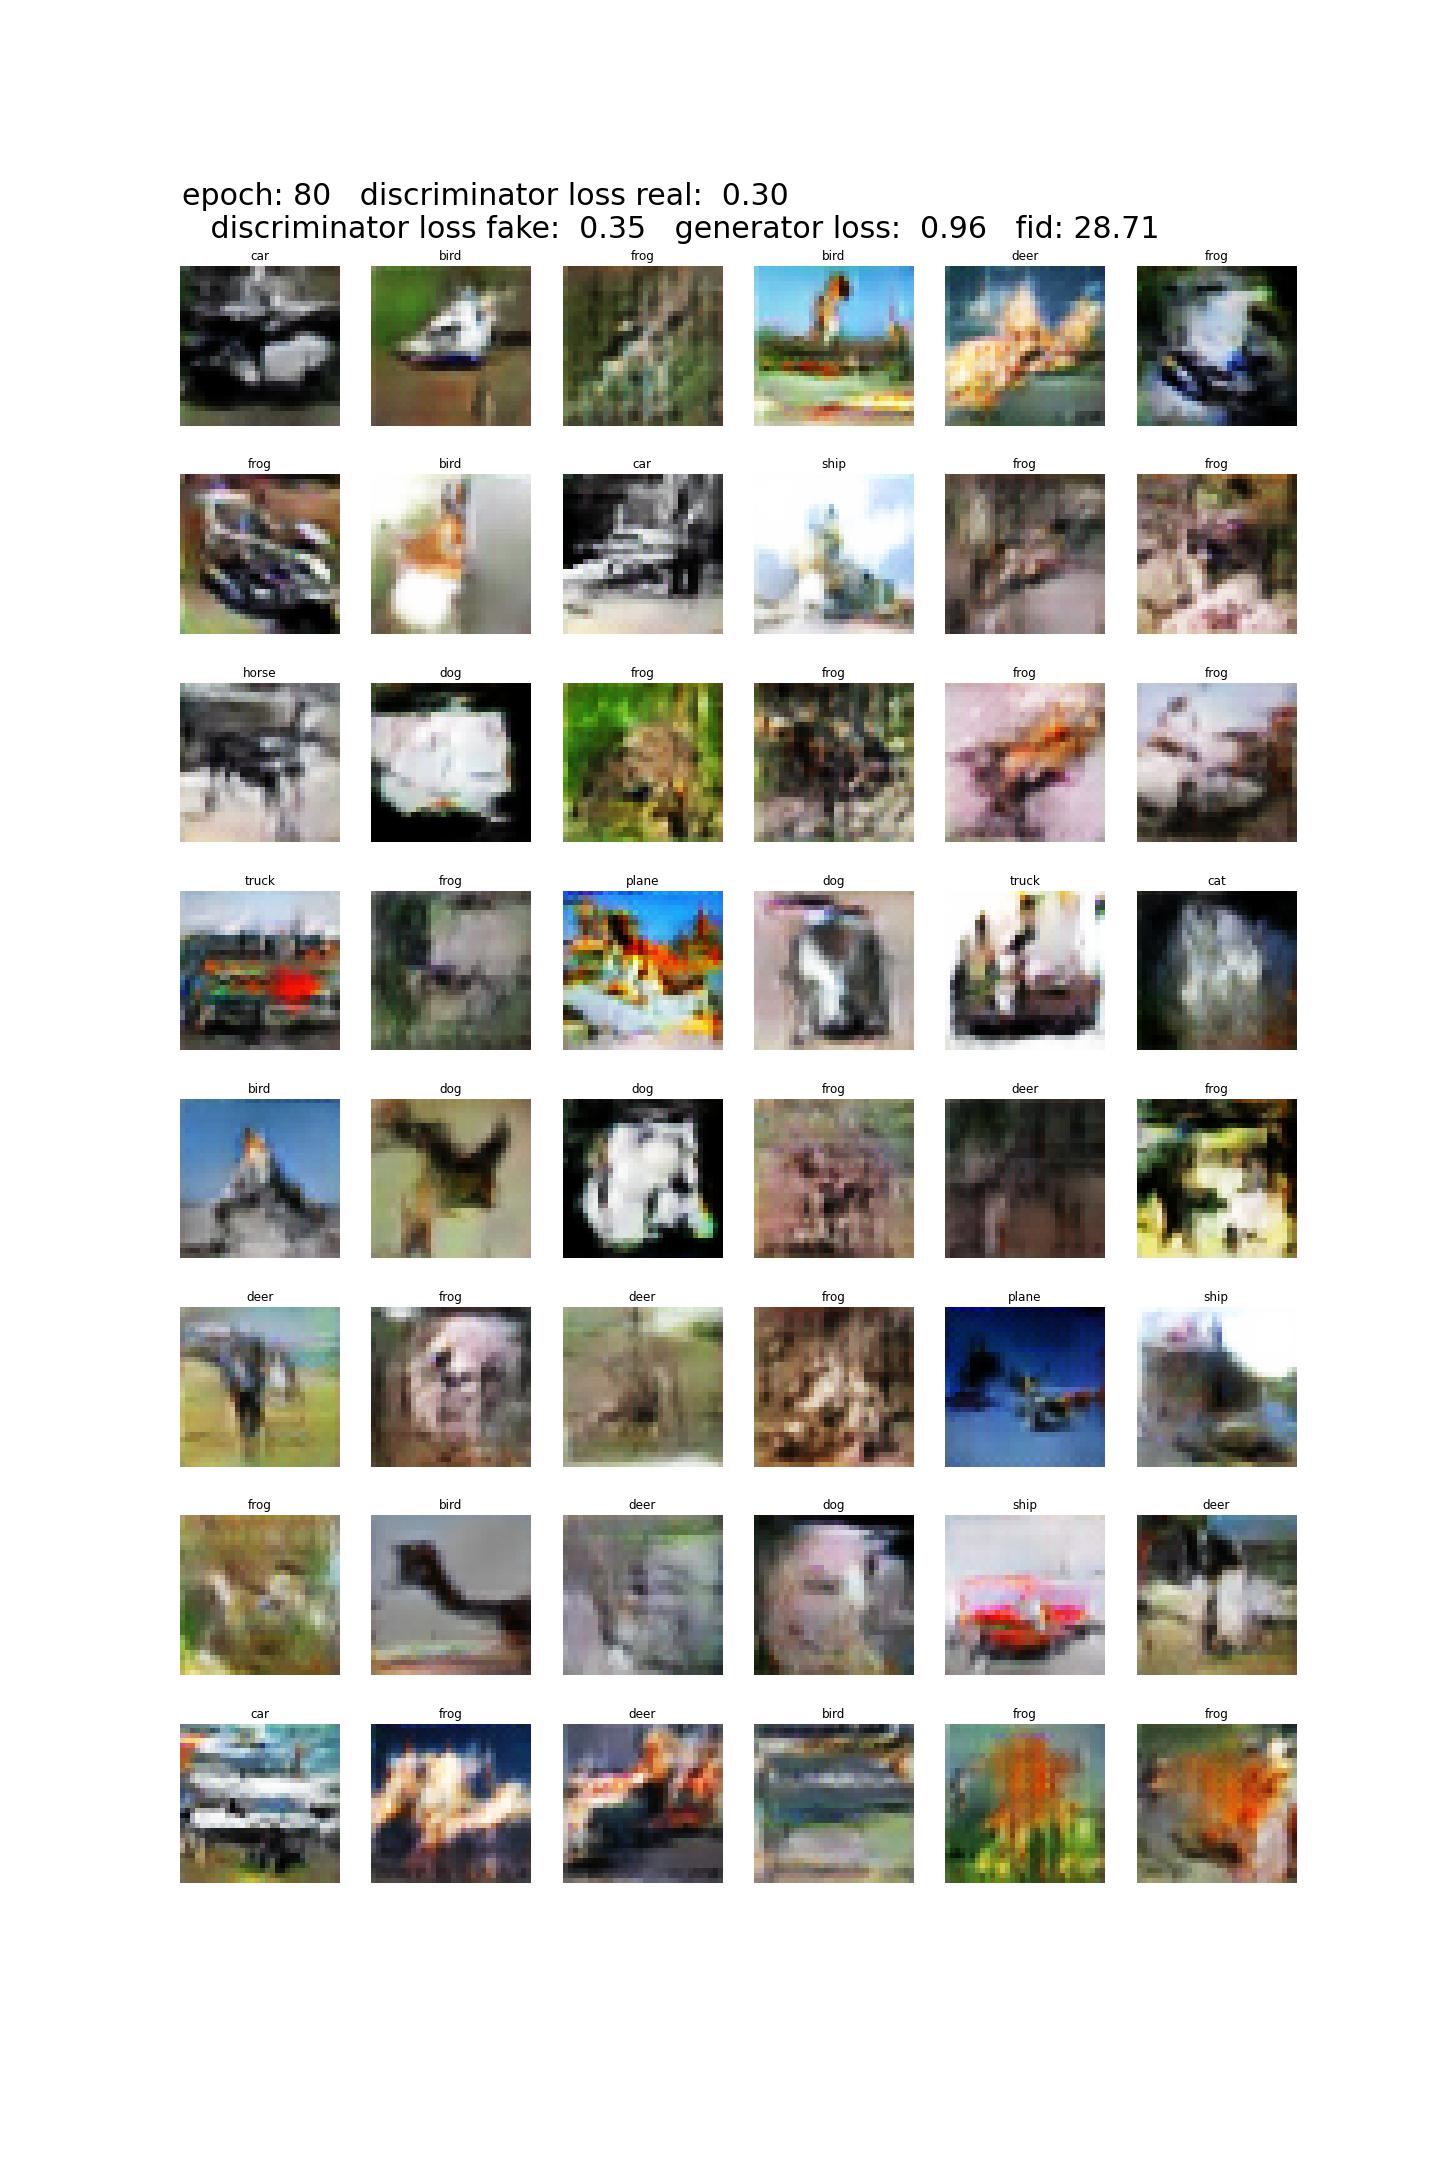 epoch: 80   discriminator loss real:  0.30
discriminator loss fake:  0.35   generator loss:  0.96   fid: 28.71
car bird frog bird deer frog
frog bird car ship frog frog
horse dog frog frog frog frog
truck frog plane dog truck cat
bird dog dog frog deer frog
deer frog deer frog plane ship
frog bird deer dog ship deer
car frog deer bird frog frog